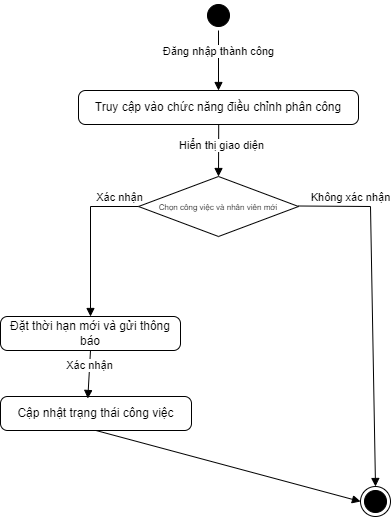 Đăng nhập thành công
Truy cập vào chức năng điều chỉnh phân công
Hiển thị giao diện
Xác nhận
Không xác nhận
Chọn công việc và nhân viên mới
Đặt thời hạn mới và gửi thông
báo
Xác nhận
Cập nhật trạng thái công việc